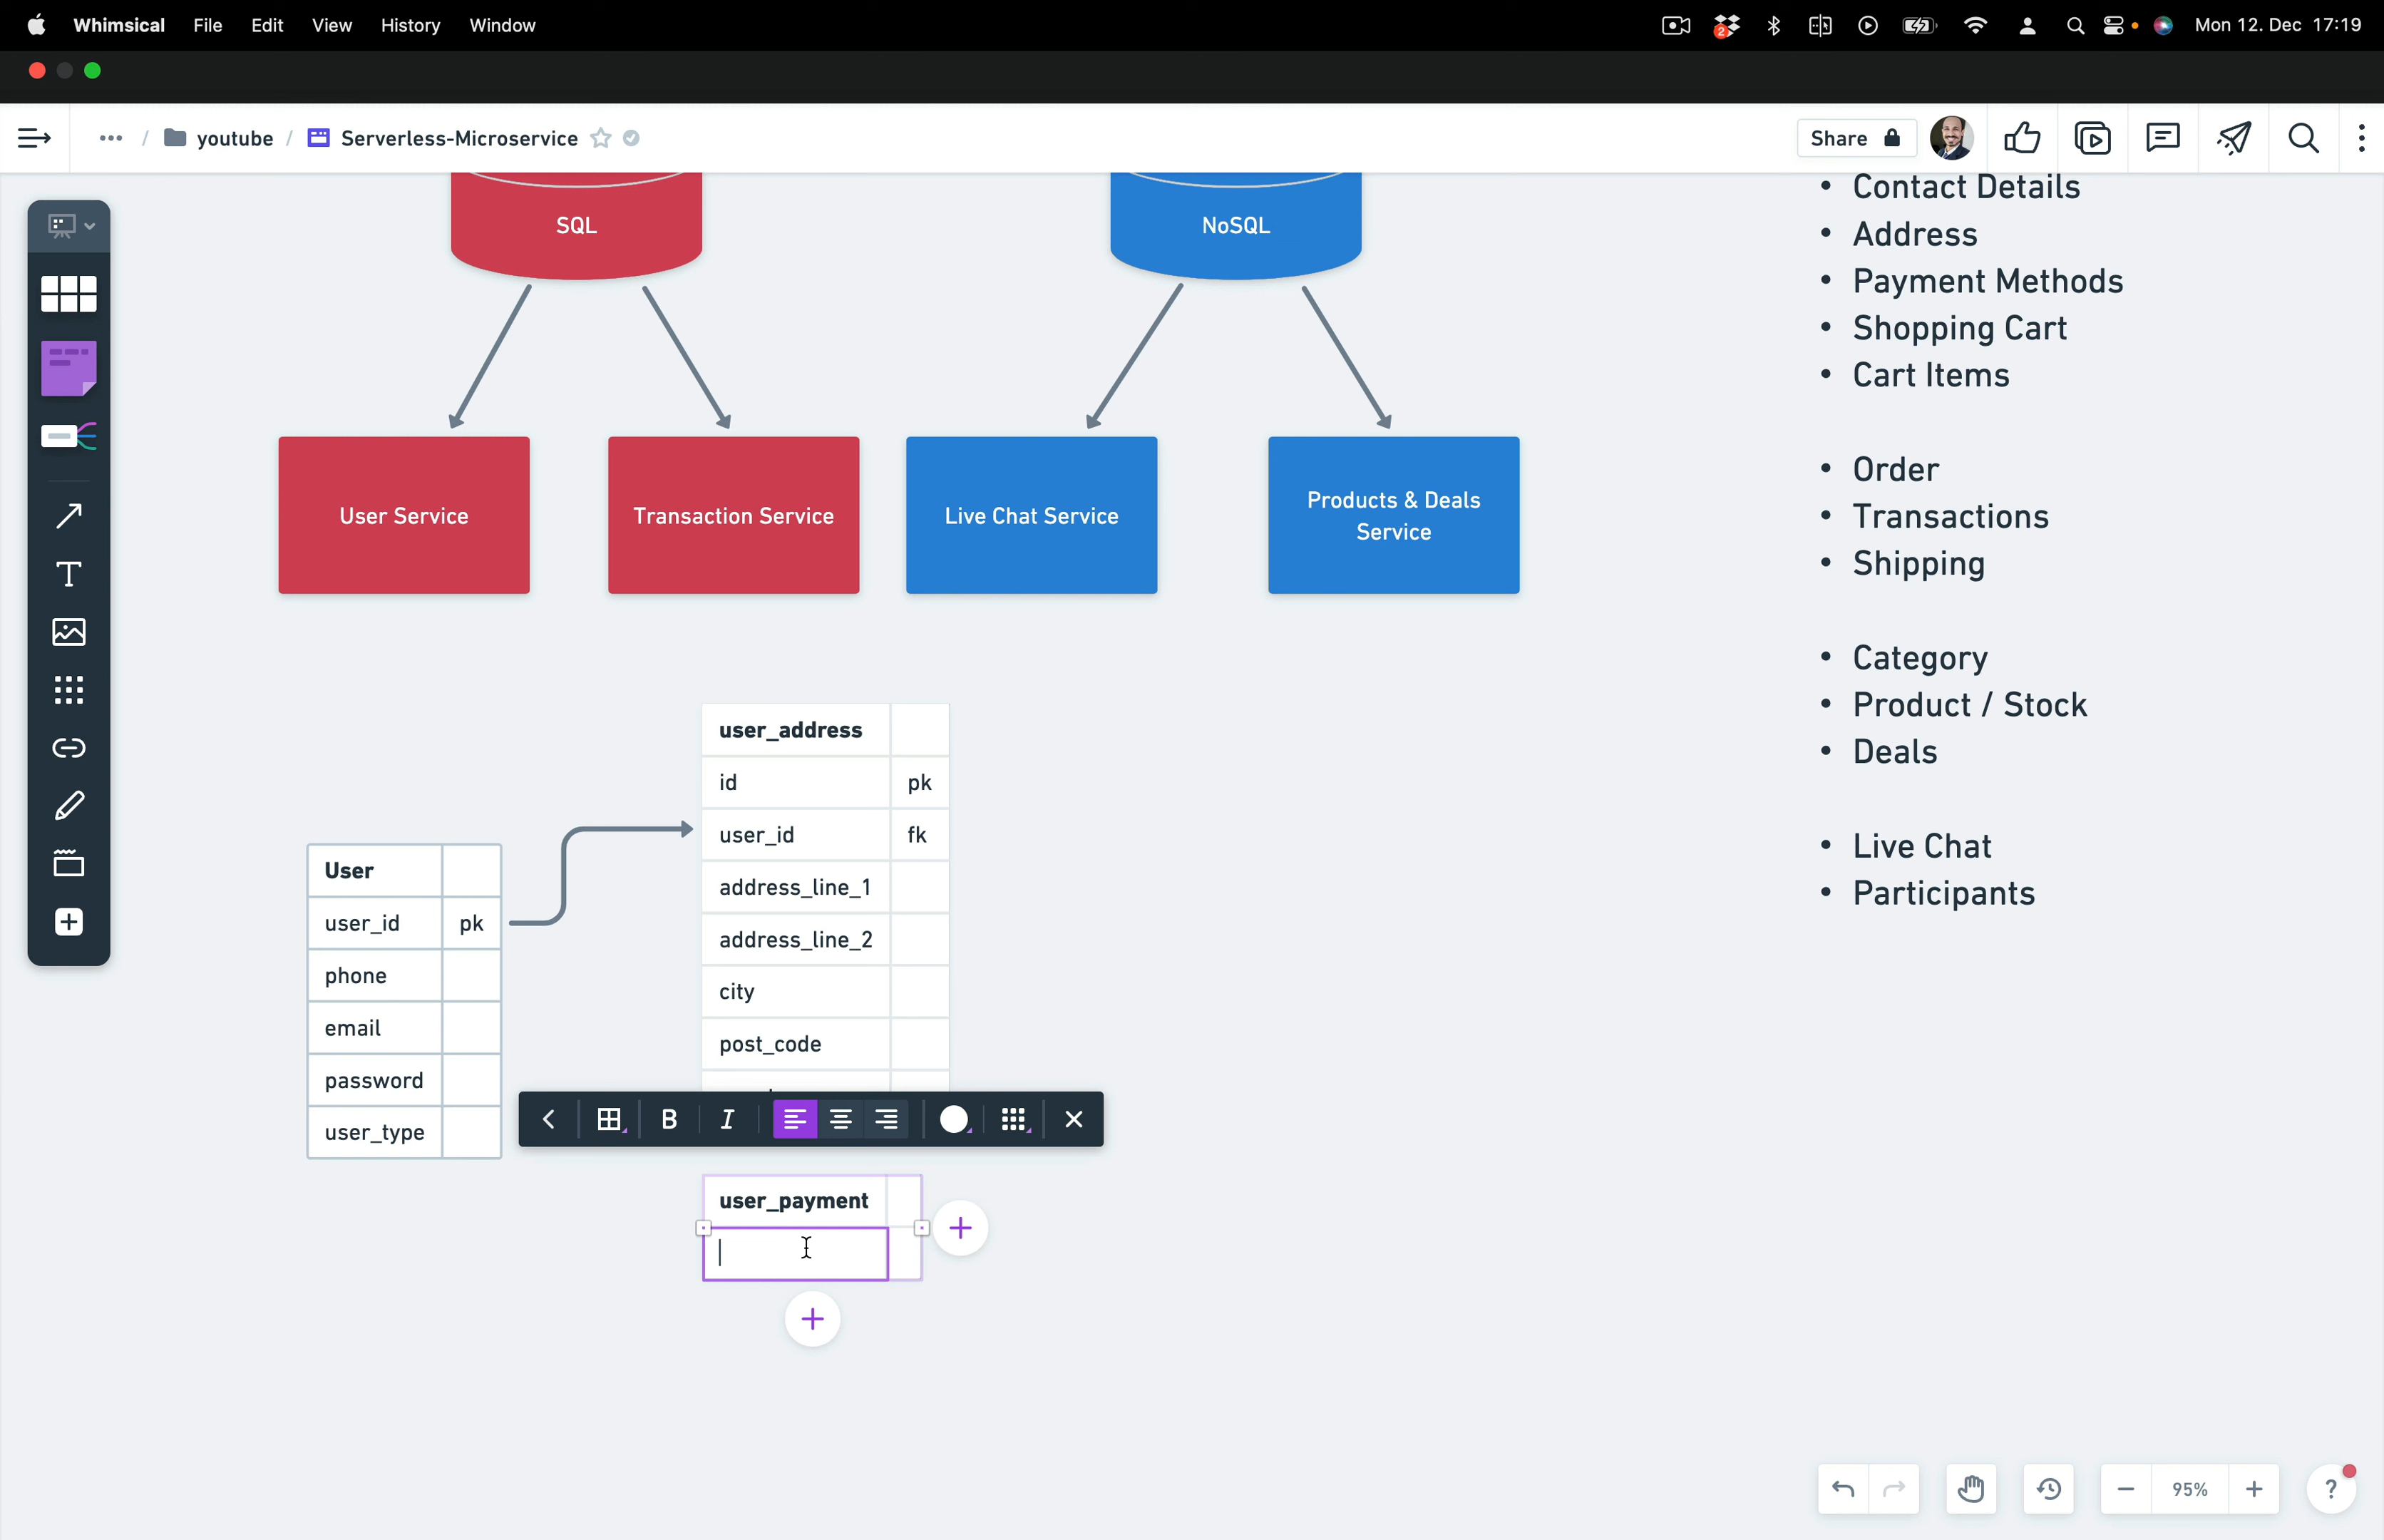 Whimsical File Edit View History Window
2
Mon 12. Dec 17:19
••• / youtube / Serverless-Microservice
Share
SQL
NoSQL
User Service
Transaction Service
Live Chat Service
Products & Deals
Service
• Contact Details
• Address
• Payment Methods
• Shopping Cart
• Cart Items
• Order
• Transactions
• Shipping
• Category
• Product / Stock
• Deals
• Live Chat
• Participants
User
user_id pk
phone
email
password
user_type
user_address
id pk
user_id fk
address_line_1
address_line_2
city
post_code
B I
user_payment
95%
?